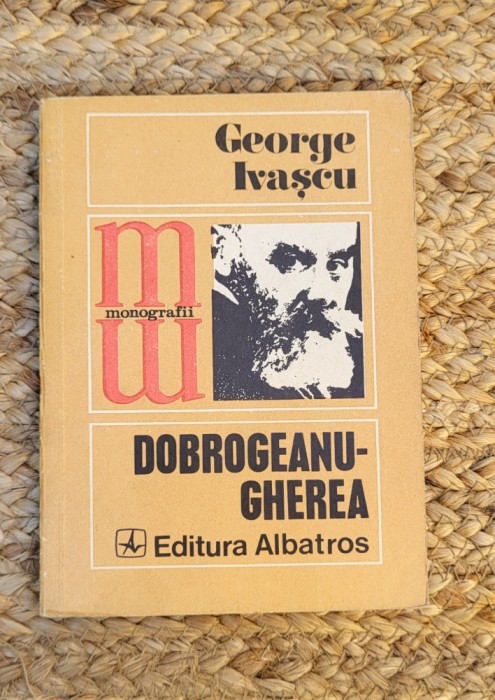 George
Ivașcu
m
monografii
m
DOBROGEANU-
GHEREA
Editura Albatros